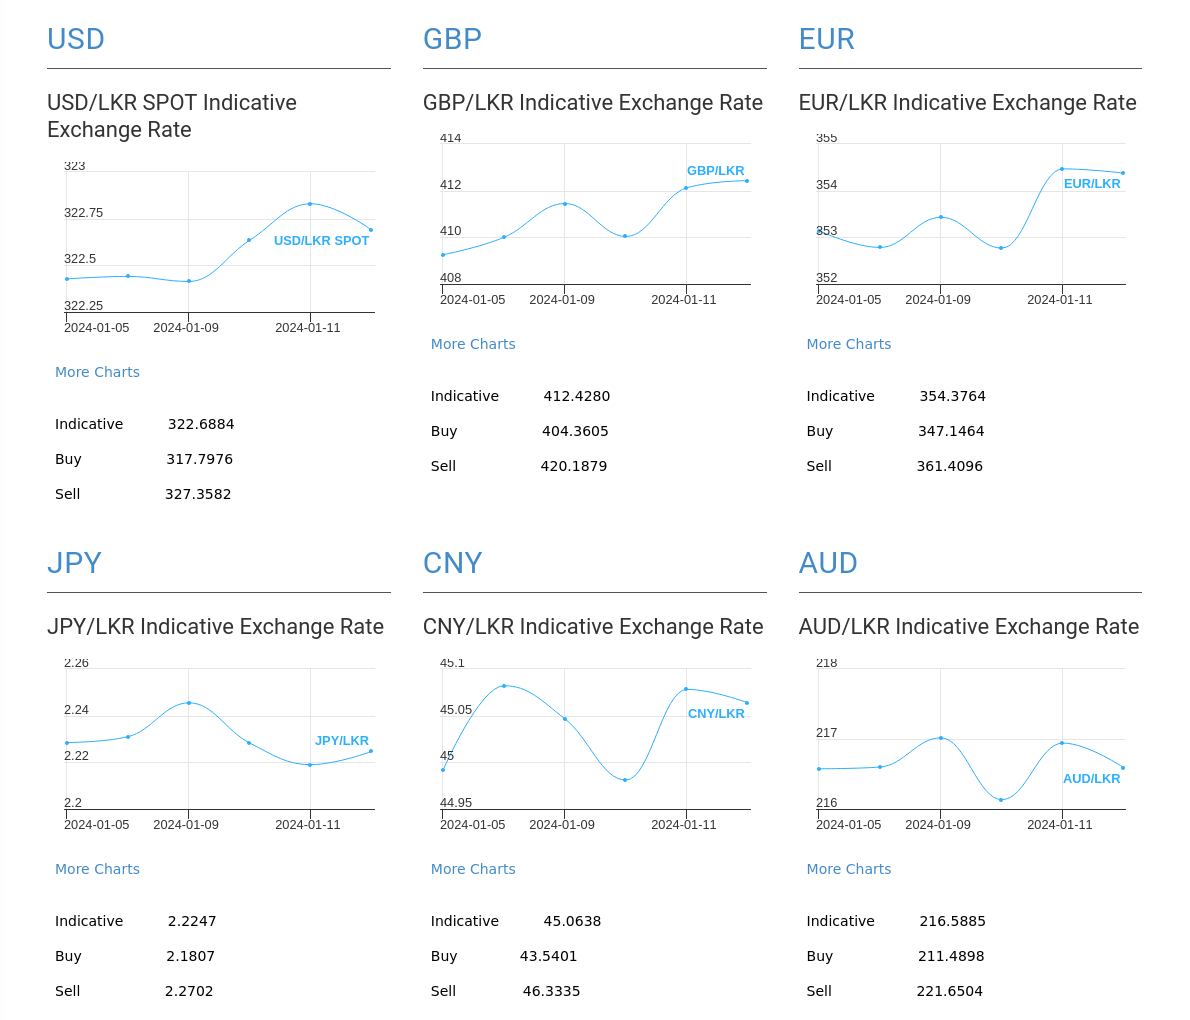 USD
USD/LKR SPOT Indicative
Exchange Rate
323
322.75
322.5
322.25
USD/LKR SPOT
2024-01-05 2024-01-09 2024-01-11
More Charts
Indicative 322.6884
Buy 317.7976
Sell 327.3582
GBP
GBP/LKR Indicative Exchange Rate
414
412
410
408
GBP/LKR
2024-01-05 2024-01-09 2024-01-11
More Charts
Indicative 412.4280
Buy 404.3605
Sell 420.1879
EUR
EUR/LKR Indicative Exchange Rate
355
354
353
352
EUR/LKR
2024-01-05 2024-01-09 2024-01-11
More Charts
Indicative 354.3764
Buy 347.1464
Sell 361.4096
JPY
JPY/LKR Indicative Exchange Rate
2.26
2.24
2.22
2.2
JPY/LKR
2024-01-05 2024-01-09 2024-01-11
More Charts
Indicative 2.2247
Buy 2.1807
Sell 2.2702
CNY
CNY/LKR Indicative Exchange Rate
45.1
45.05
45
44.95
CNY/LKR
2024-01-05 2024-01-09 2024-01-11
More Charts
Indicative 45.0638
Buy 43.5401
Sell 46.3335
AUD
AUD/LKR Indicative Exchange Rate
218
217
216
AUD/LKR
2024-01-05 2024-01-09 2024-01-11
More Charts
Indicative 216.5885
Buy 211.4898
Sell 221.6504